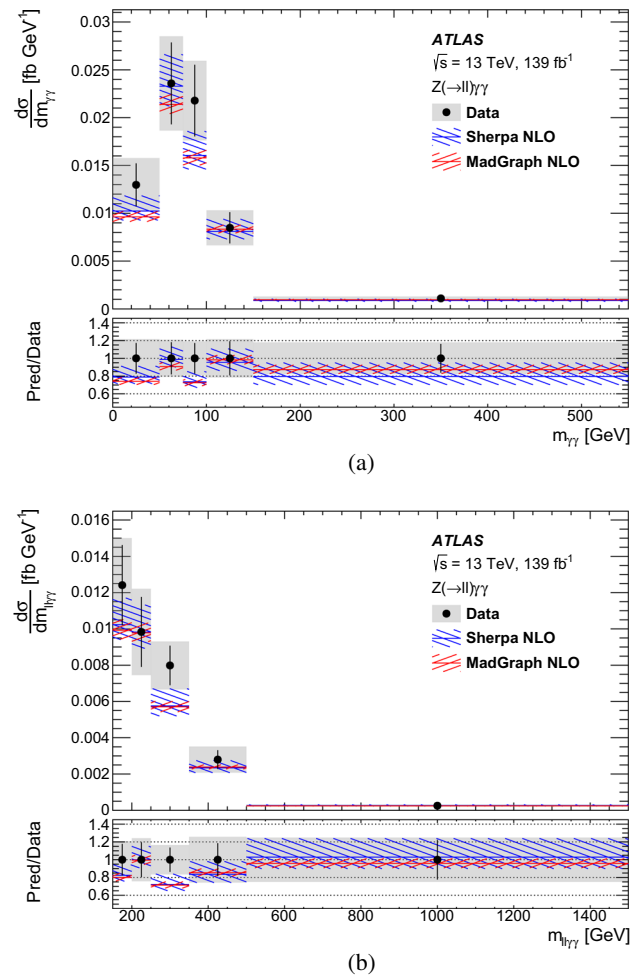 dσ/dm_γγ [fb GeV⁻¹]
0.03
0.025
0.02
0.015
0.01
0.005
0
ATLAS
√s = 13 TeV, 139 fb⁻¹
Z(→ll)γγ
Data
Sherpa NLO
MadGraph NLO
Pred/Data
1.4
1.2
1
0.8
0.6
0 100 200 300 400 500
m_γγ [GeV]
(a)
dσ/dm_llγγ [fb GeV⁻¹]
0.016
0.014
0.012
0.01
0.008
0.006
0.004
0.002
0
ATLAS
√s = 13 TeV, 139 fb⁻¹
Z(→ll)γγ
Data
Sherpa NLO
MadGraph NLO
Pred/Data
1.4
1.2
1
0.8
0.6
200 400 600 800 1000 1200 1400
m_llγγ [GeV]
(b)